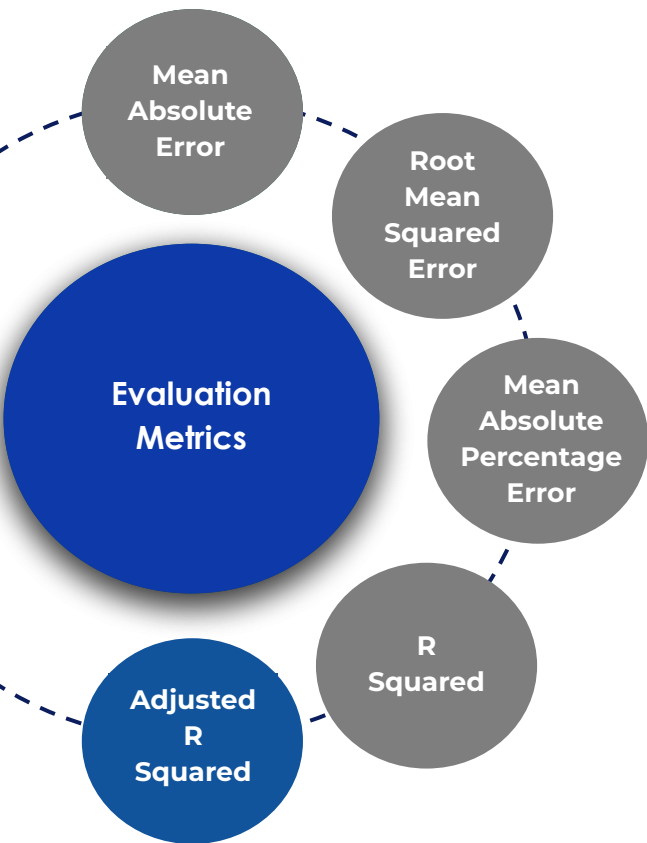 Mean
Absolute
Error
Root
Mean
Squared
Error
Evaluation
Metrics
Mean
Absolute
Percentage
Error
R
Squared
Adjusted
R
Squared